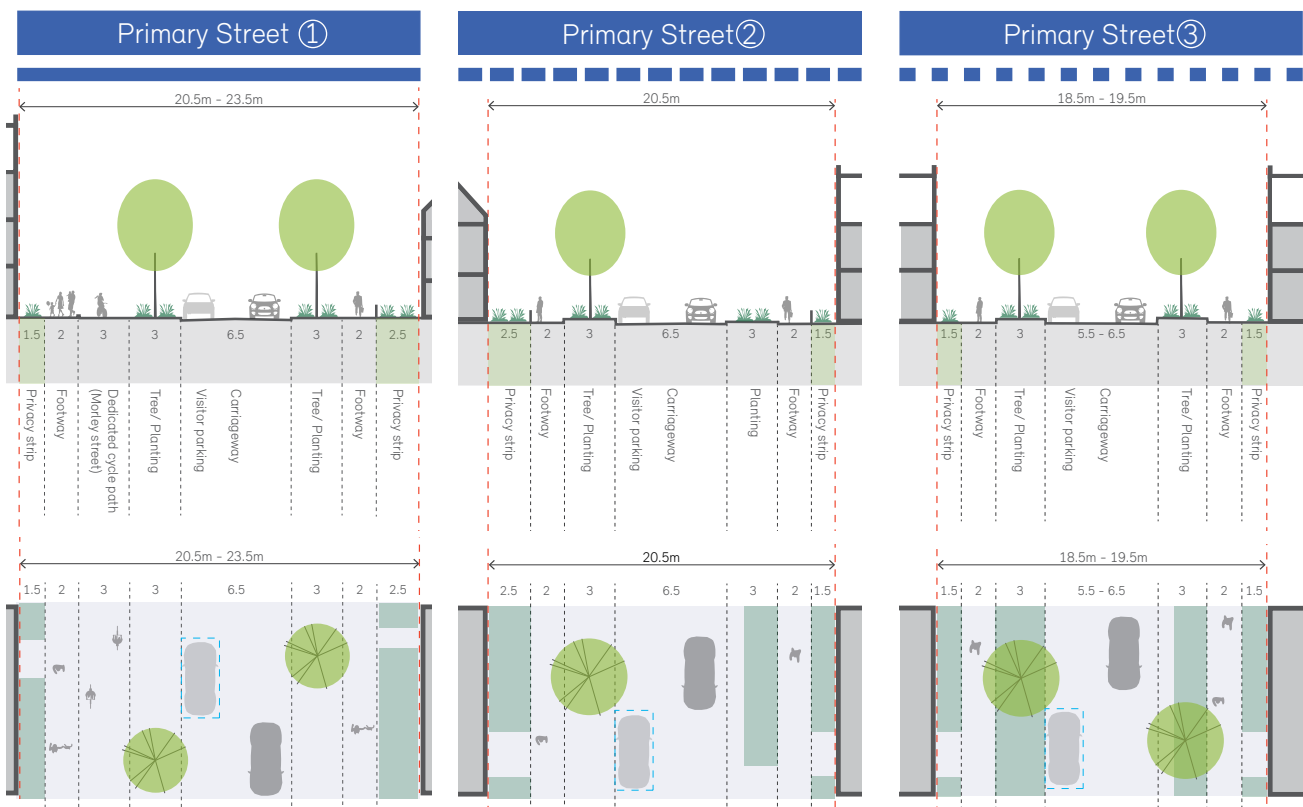 Primary Street ①
20.5m - 23.5m
1.5 2 3 3 6.5 3 2 2.5
Privacy strip
Footway
Dedicated cycle path
(Morley street)
Tree/ Planting
Visitor parking
Carriageway
Tree/ Planting
Footway
Privacy strip
20.5m - 23.5m
1.5 2 3 3 6.5 3 2 2.5
Primary Street②
20.5m
2.5 2 3 6.5 3 2 1.5
Privacy strip
Footway
Tree/ Planting
Visitor parking
Carriageway
Planting
Footway
Privacy strip
20.5m
2.5 2 3 6.5 3 2 1.5
Primary Street③
18.5m - 19.5m
1.5 2 3 5.5 - 6.5 3 2 1.5
Privacy strip
Footway
Tree/ Planting
Visitor parking
Carriageway
Tree/ Planting
Footway
Privacy strip
18.5m - 19.5m
1.5 2 3 5.5 - 6.5 3 2 1.5